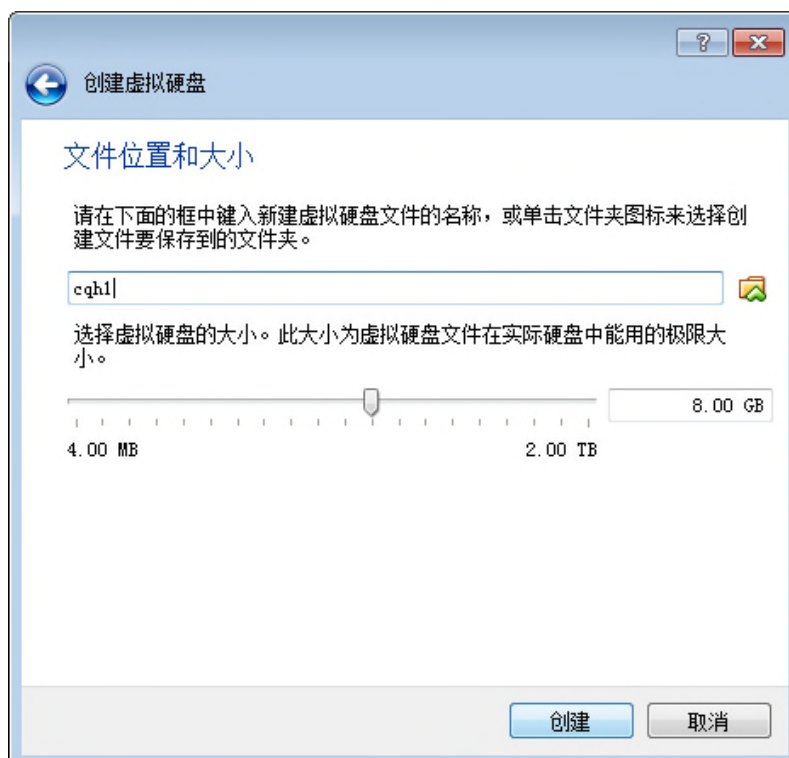 创建虚拟硬盘
文件位置和大小
请在下面的框中键入新建虚拟硬盘文件的名称，或单击文件夹图标来选择创
建文件要保存到的文件夹。
cqh1
选择虚拟硬盘的大小。此大小为虚拟硬盘文件在实际硬盘中能用的极限大
小。
8.00 GB
4.00 MB 2.00 TB
创建 取消